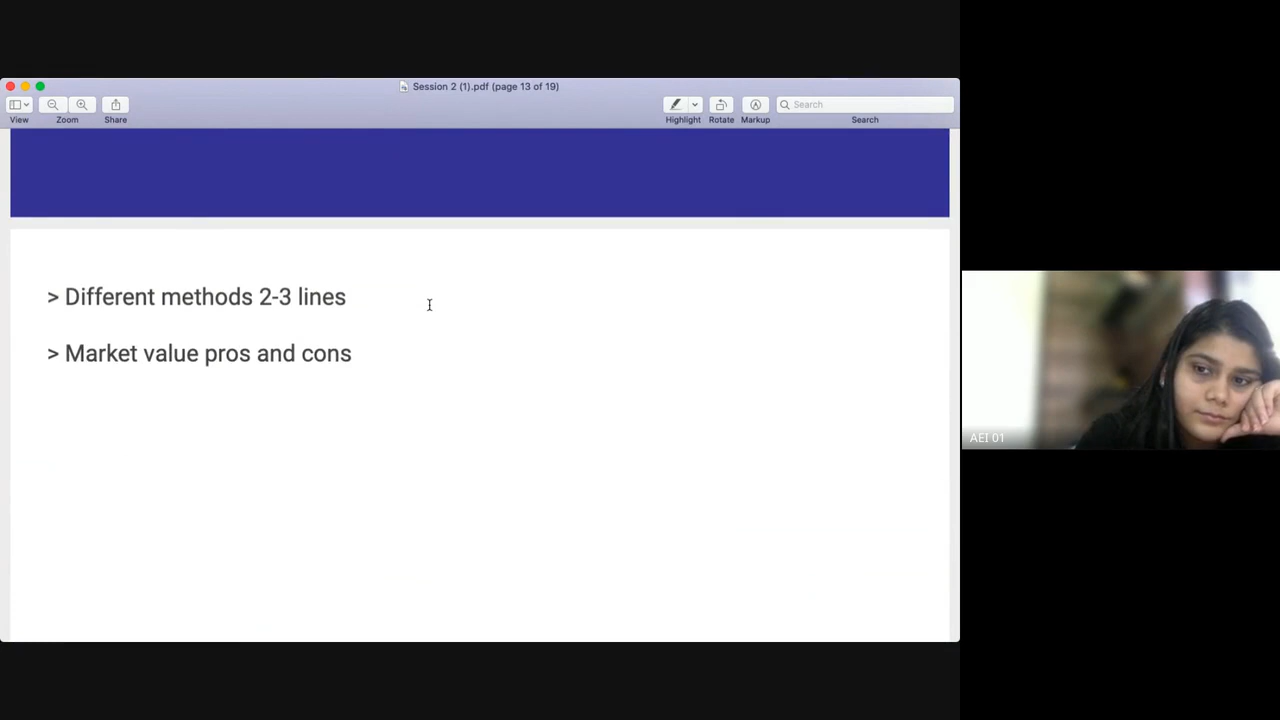 Session 2 (1).pdf (page 13 of 19)
View Zoom Share Highlight Rotate Markup Search
Search
> Different methods 2-3 lines
> Market value pros and cons
AEI 01